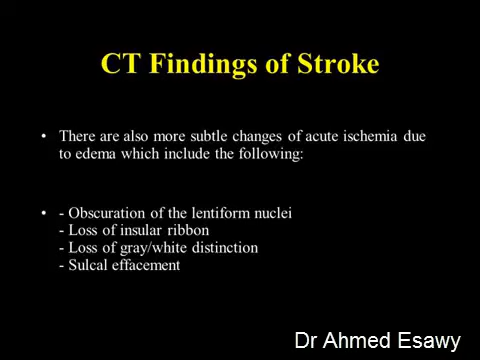 CT Findings of Stroke
• There are also more subtle changes of acute ischemia due
to edema which include the following:
• - Obscuration of the lentiform nuclei
- Loss of insular ribbon
- Loss of gray/white distinction
- Sulcal effacement
Dr Ahmed Esawy